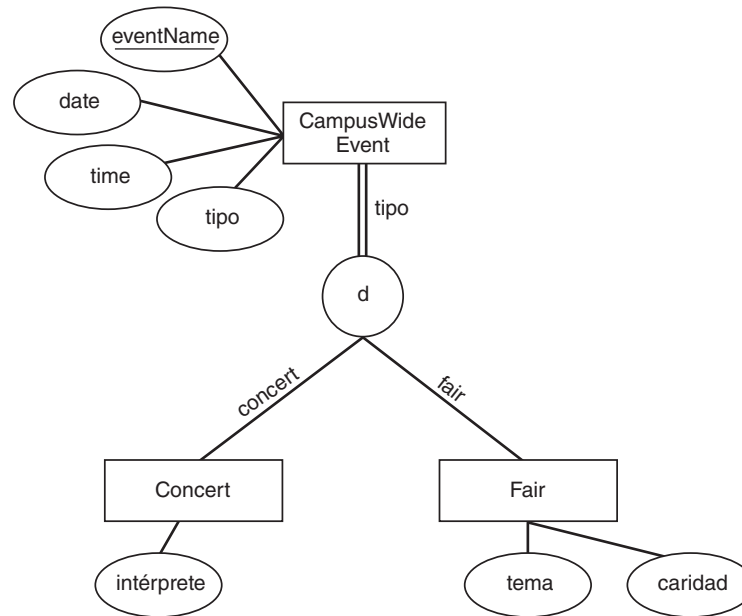 eventName
date
CampusWide
Event
time
tipo
tipo
d
concert
fair
Concert
Fair
intérprete
tema
caridad